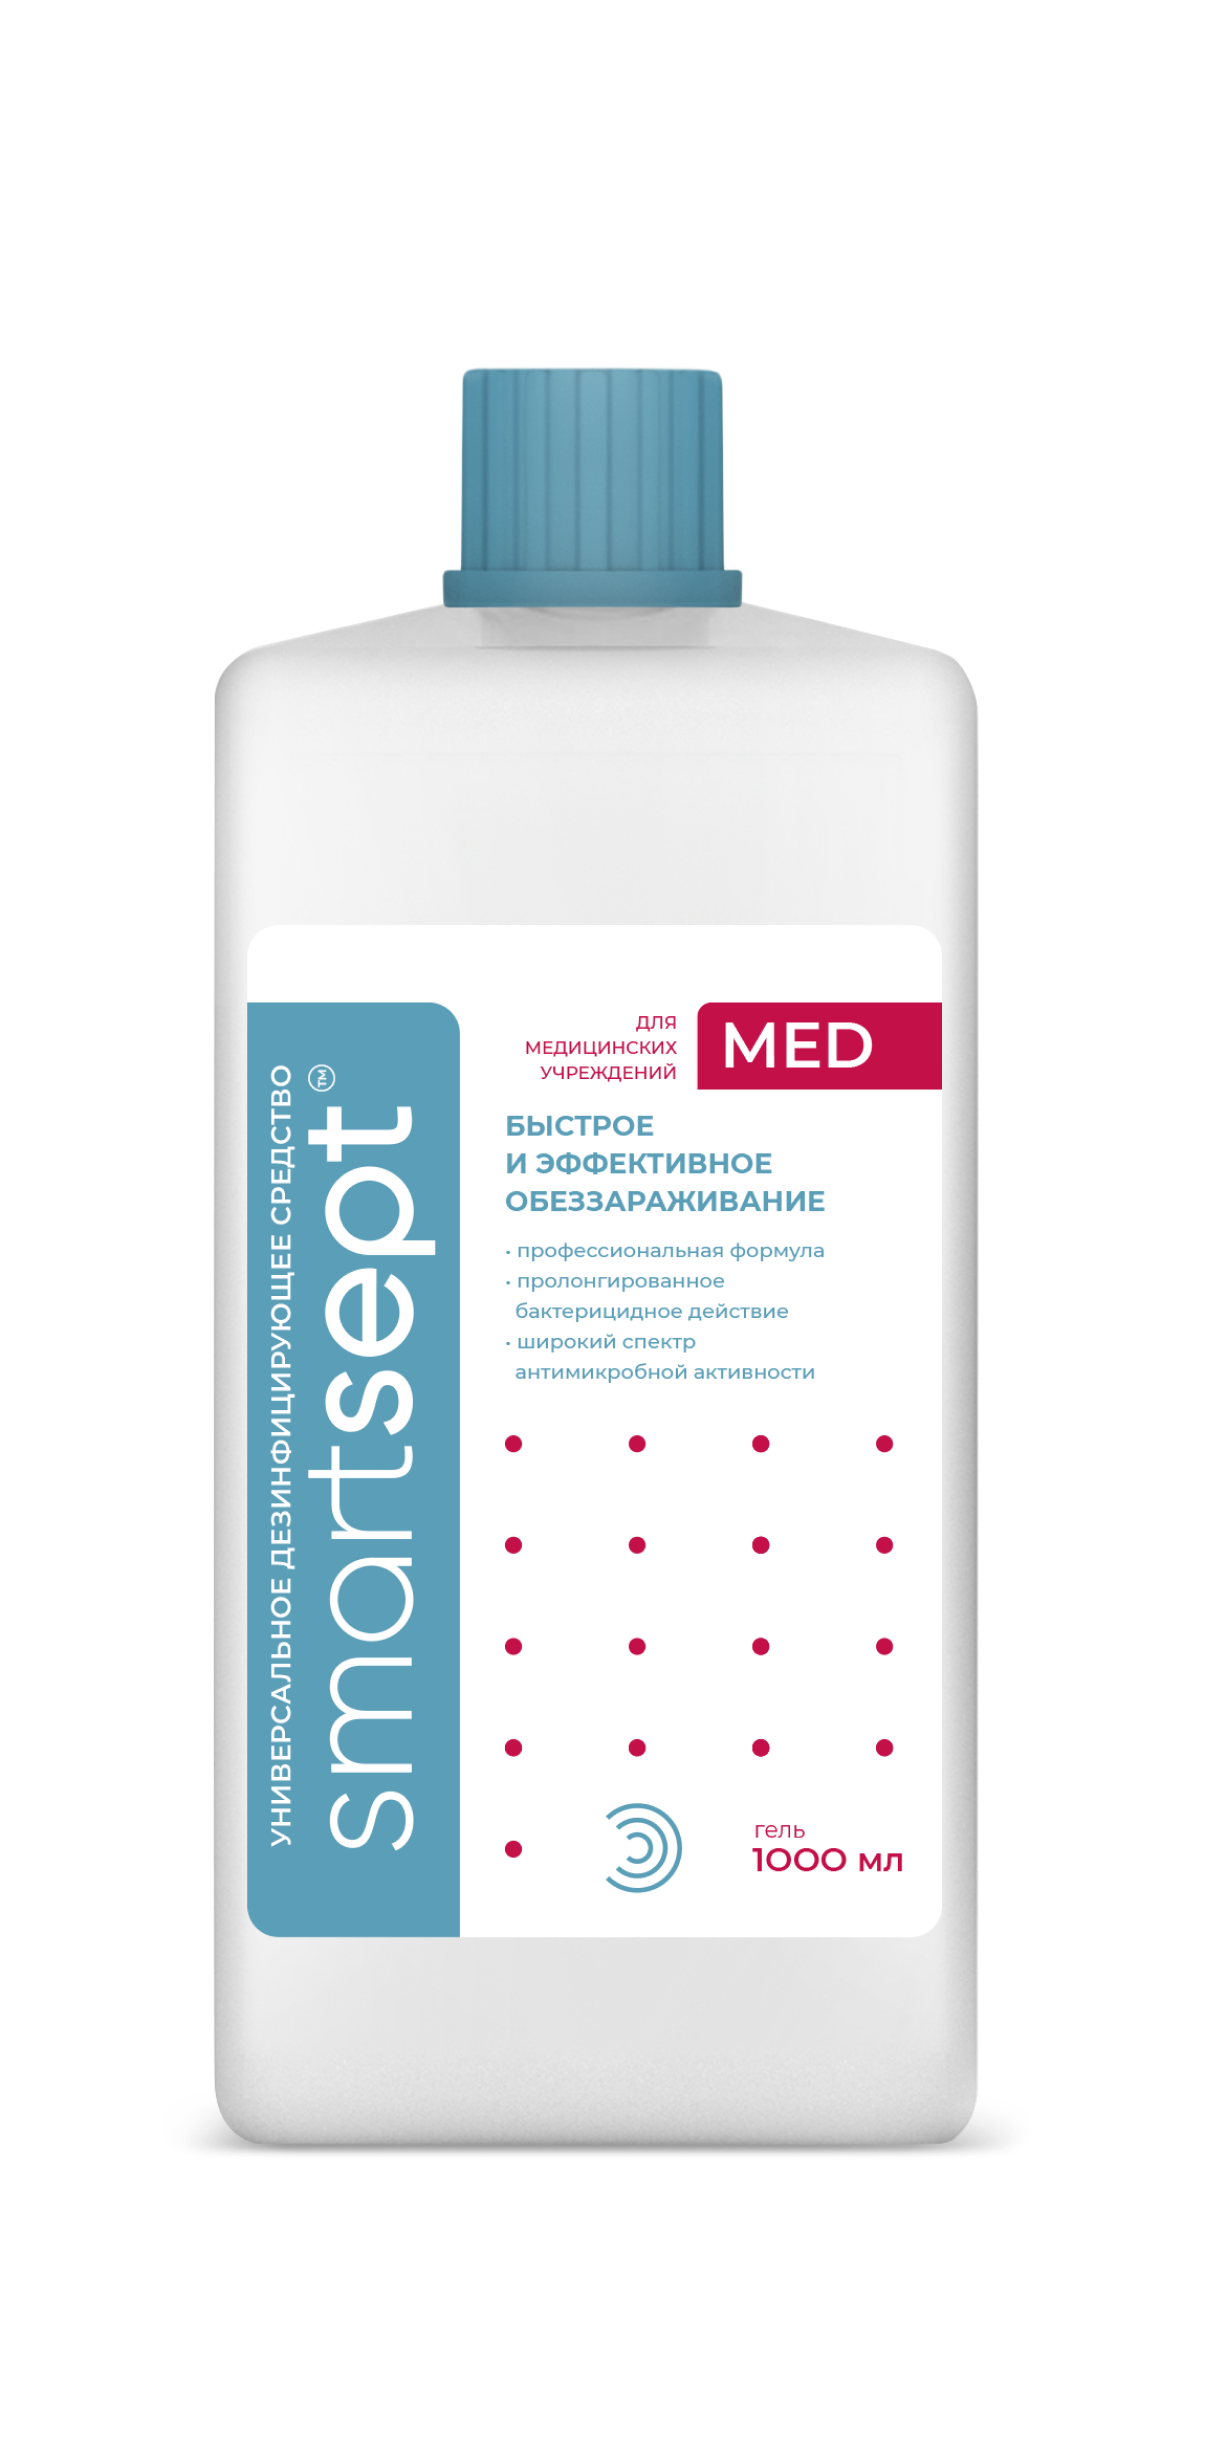 УНИВЕРСАЛЬНОЕ ДЕЗИНФИЦИРУЮЩЕЕ СРЕДСТВО
smartsept™
ДЛЯ
МЕДИЦИНСКИХ
УЧРЕЖДЕНИЙ
MED
БЫСТРОЕ
И ЭФФЕКТИВНОЕ
ОБЕЗЗАРАЖИВАНИЕ
• профессиональная формула
• пролонгированное
бактерицидное действие
• широкий спектр
антимикробной активности
гель
1000 мл